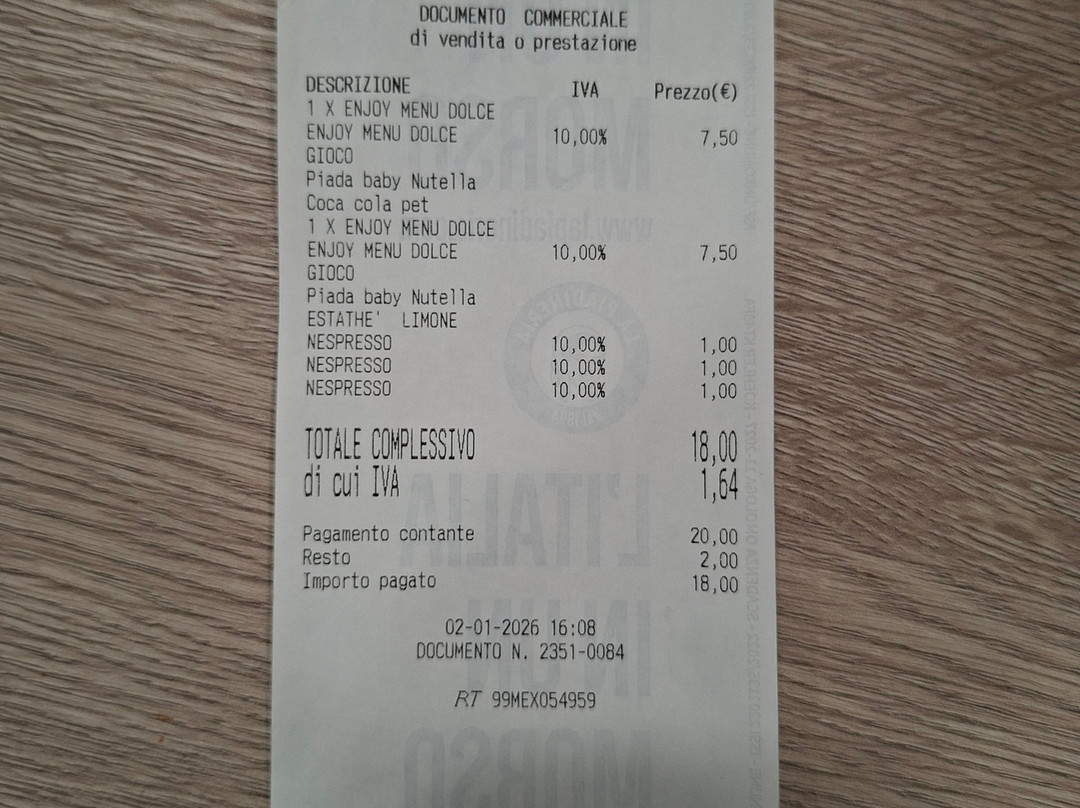 DOCUMENTO COMMERCIALE
di vendita o prestazione
DESCRIZIONE IVA Prezzo(€)
1 X ENJOY MENU DOLCE
ENJOY MENU DOLCE 10,00% 7,50
GIOCO
Piada baby Nutella
Coca cola pet
1 X ENJOY MENU DOLCE
ENJOY MENU DOLCE 10,00% 7,50
GIOCO
Piada baby Nutella
ESTATHE' LIMONE
NESPRESSO 10,00% 1,00
NESPRESSO 10,00% 1,00
NESPRESSO 10,00% 1,00
TOTALE COMPLESSIVO 18,00
di cui IVA 1,64
Pagamento contante 20,00
Resto 2,00
Importo pagato 18,00
02-01-2026 16:08
DOCUMENTO N. 2351-0084
RT 99MEX054959